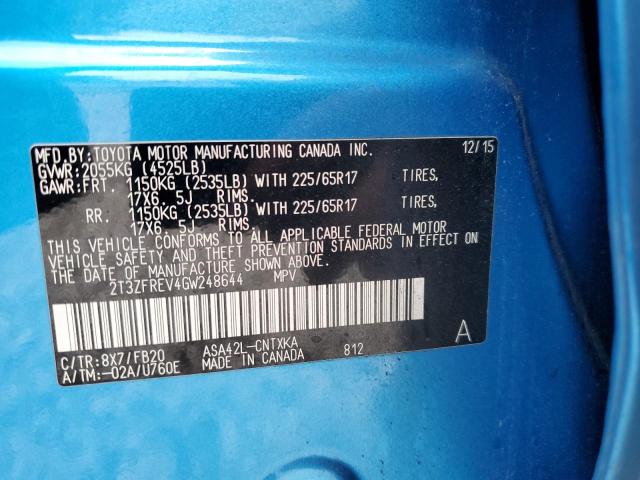 MFD.BY:TOYOTA MOTOR MANUFACTURING CANADA INC. 12/15
GVWR:2055KG (4525LB)
GAWR:FRT. 1150KG (2535LB) WITH 225/65R17 TIRES,
17X6. 5J RIMS.
RR. 1150KG (2535LB) WITH 225/65R17 TIRES,
17X6. 5J RIMS.
THIS VEHICLE CONFORMS TO ALL APPLICABLE FEDERAL MOTOR
VEHICLE SAFETY AND THEFT PREVENTION STANDARDS IN EFFECT ON
THE DATE OF MANUFACTURE SHOWN ABOVE.
2T3ZFREV4GW248644 MPV
C/TR:8X7/FB20 ASA42L-CNTXKA A
A/TM:-02A/U760E MADE IN CANADA 812